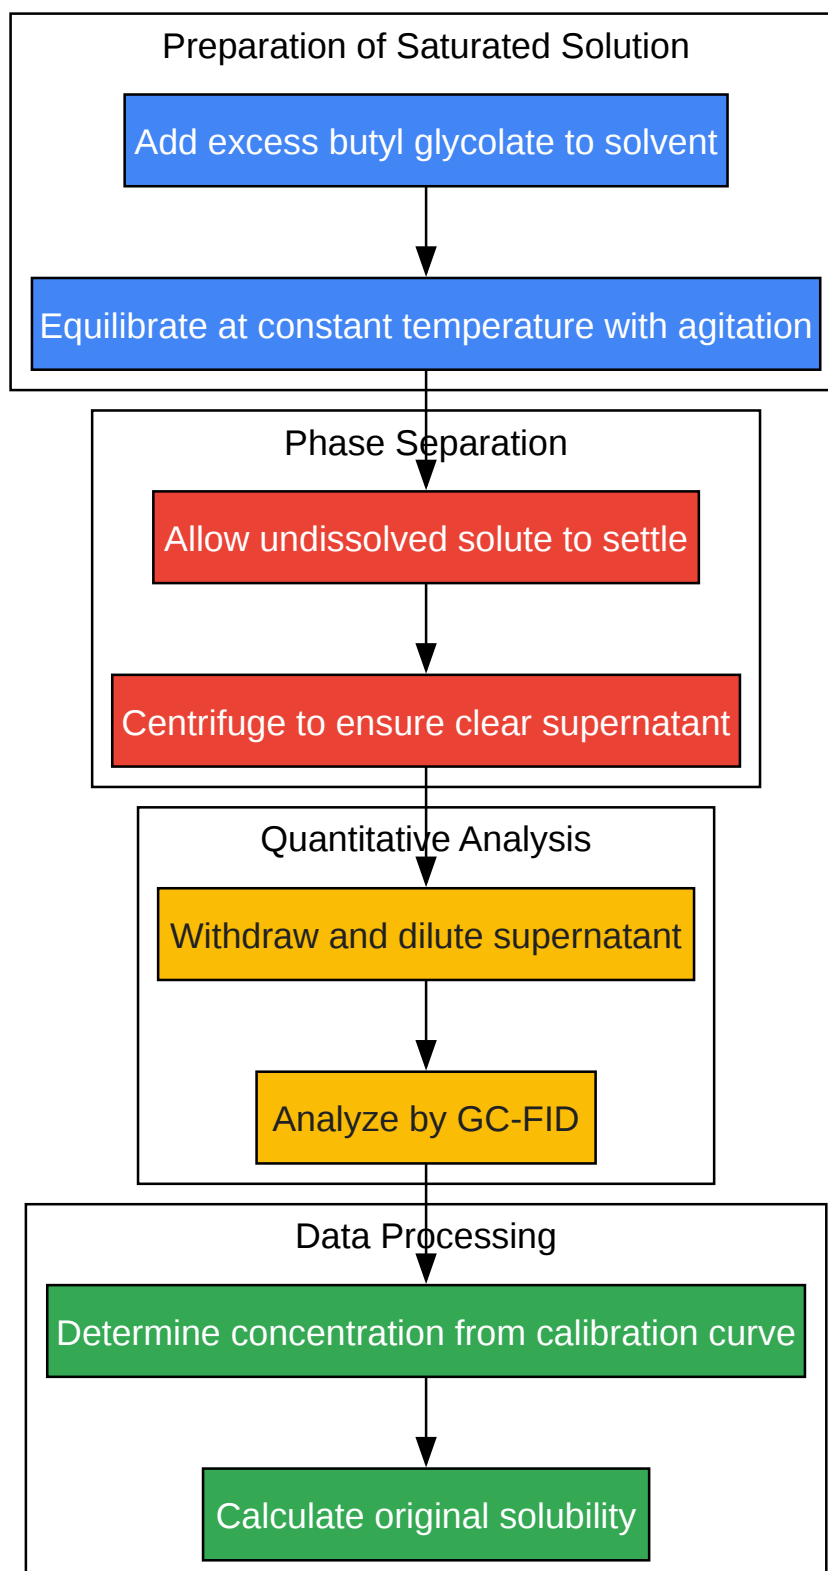 Preparation of Saturated Solution
Add excess butyl glycolate to solvent
Equilibrate at constant temperature with agitation
Phase Separation
Allow undissolved solute to settle
Centrifuge to ensure clear supernatant
Quantitative Analysis
Withdraw and dilute supernatant
Analyze by GC-FID
Data Processing
Determine concentration from calibration curve
Calculate original solubility